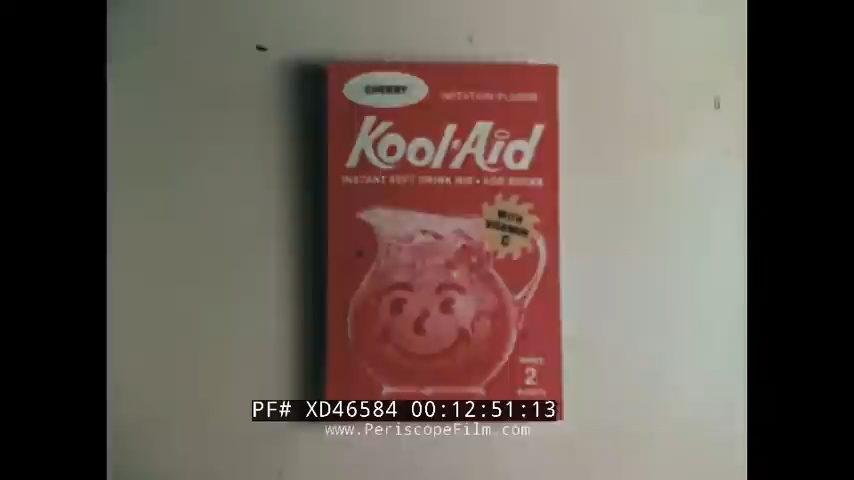 CHERRY
IMITATION FLAVOR
Kool-Aid
INSTANT SOFT DRINK MIX • ADD SUGAR
WITH
VITAMIN
C
MAKES
2
QUARTS
PF# XD46584 00:12:51:13
www.PeriscopeFilm.com